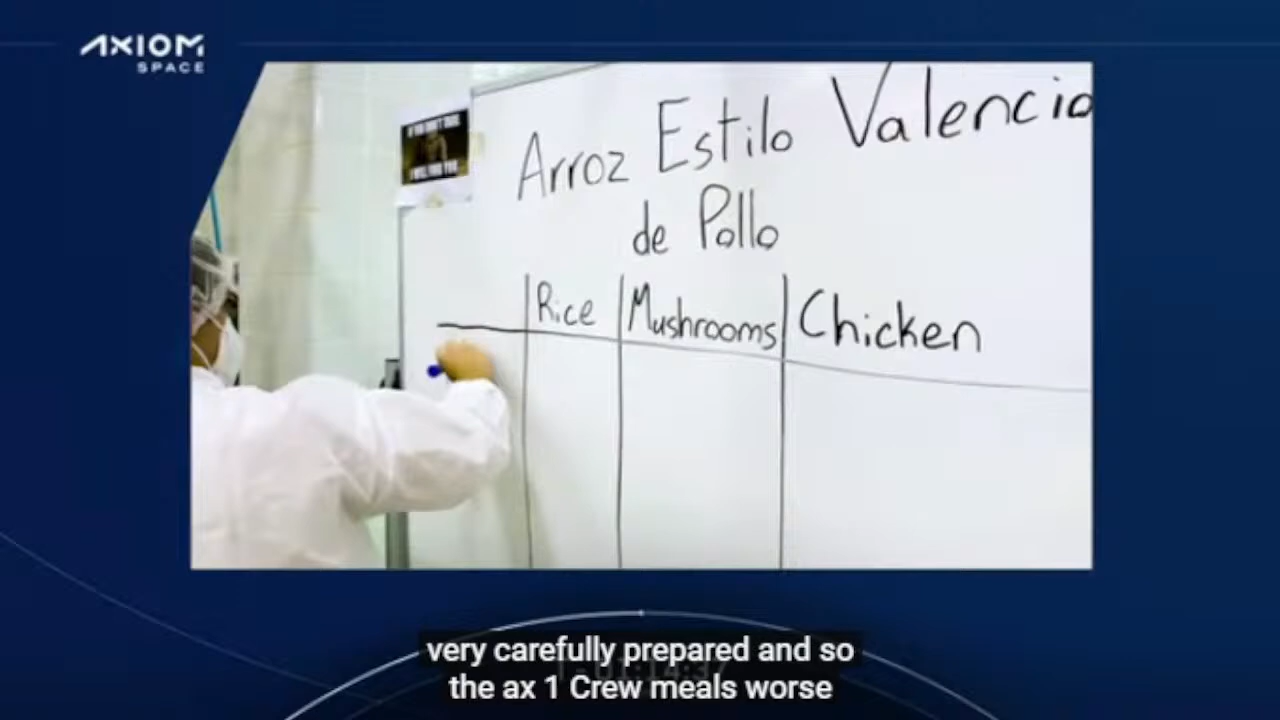 AXIOM
SPACE
Arroz Estilo Valencia
de Pollo
Rice Mushrooms Chicken
very carefully prepared and so
the ax 1 Crew meals worse